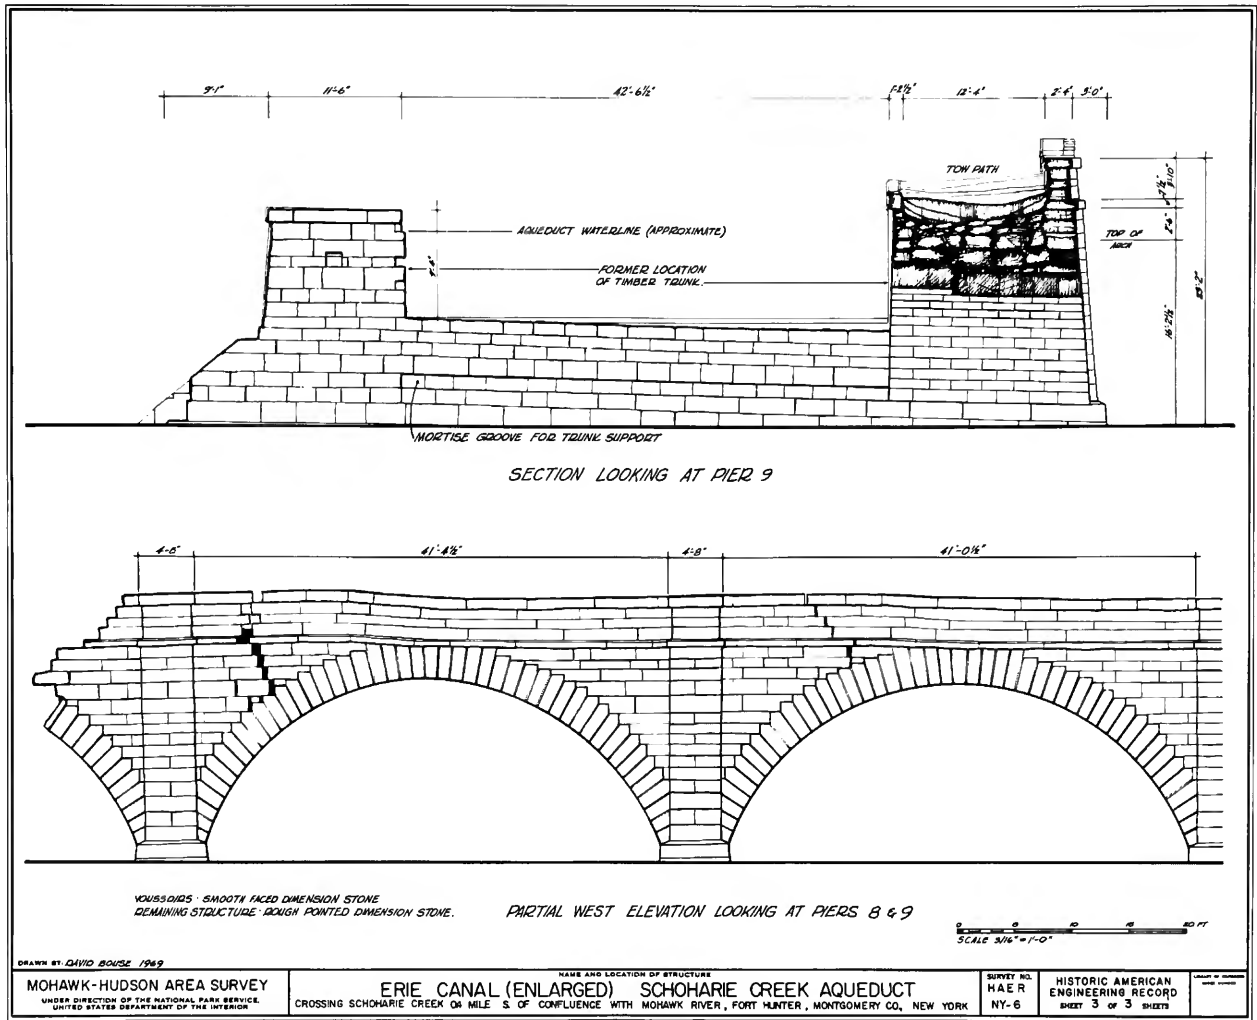 9'-1" 11'-6" 42'-6½" 1'-2½" 12'-4" 2'-4" 3'-0"
TOW PATH
AQUEDUCT WATERLINE (APPROXIMATE)
TOP OF
ARCH
FORMER LOCATION
OF TIMBER TRUNK.
16'-2½"
MORTISE GROOVE FOR TRUNK SUPPORT
SECTION LOOKING AT PIER 9
41'-4½" 4'-8" 41'-0½"
VOUSSOIRS · SMOOTH FACED DIMENSION STONE
REMAINING STRUCTURE · ROUGH POINTED DIMENSION STONE.
PARTIAL WEST ELEVATION LOOKING AT PIERS 8 & 9
0 5 10 15 20 FT
SCALE 3/16" = 1'-0"
DRAWN BY: DAVID BOUSE 1969
MOHAWK-HUDSON AREA SURVEY
UNDER DIRECTION OF THE NATIONAL PARK SERVICE,
UNITED STATES DEPARTMENT OF THE INTERIOR
NAME AND LOCATION OF STRUCTURE
ERIE CANAL (ENLARGED) SCHOHARIE CREEK AQUEDUCT
CROSSING SCHOHARIE CREEK 0.4 MILE S. OF CONFLUENCE WITH MOHAWK RIVER, FORT HUNTER, MONTGOMERY CO., NEW YORK
SURVEY NO.
HAER
NY-6
HISTORIC AMERICAN
ENGINEERING RECORD
SHEET 3 OF 3 SHEETS